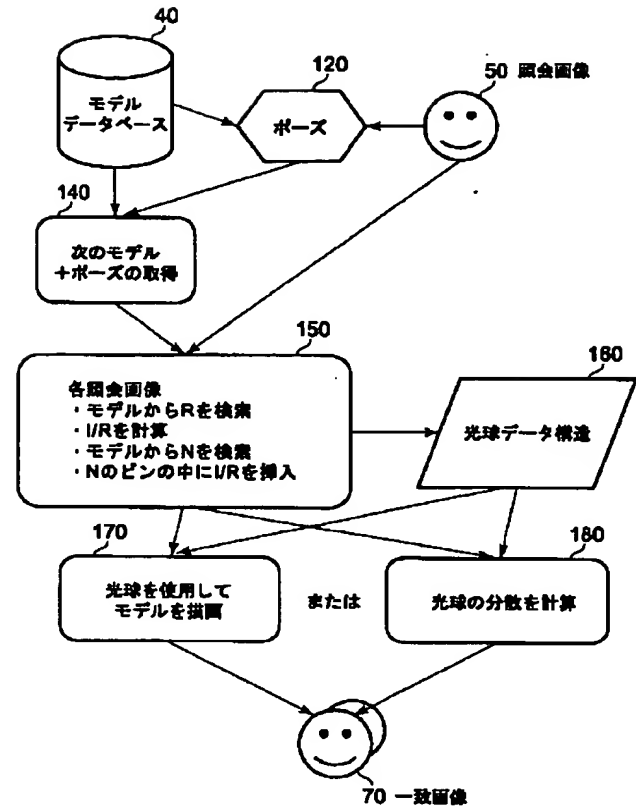 40
モデル
データベース
120
ポーズ
50 照会画像
140
次のモデル
+ポーズの取得
150
各照会画像
・モデルからRを検索
・I/Rを計算
・モデルからNを検索
・Nのビンの中にI/Rを挿入
160
光球データ構造
170
光球を使用して
モデルを描画
または
180
光球の分散を計算
70 一致画像